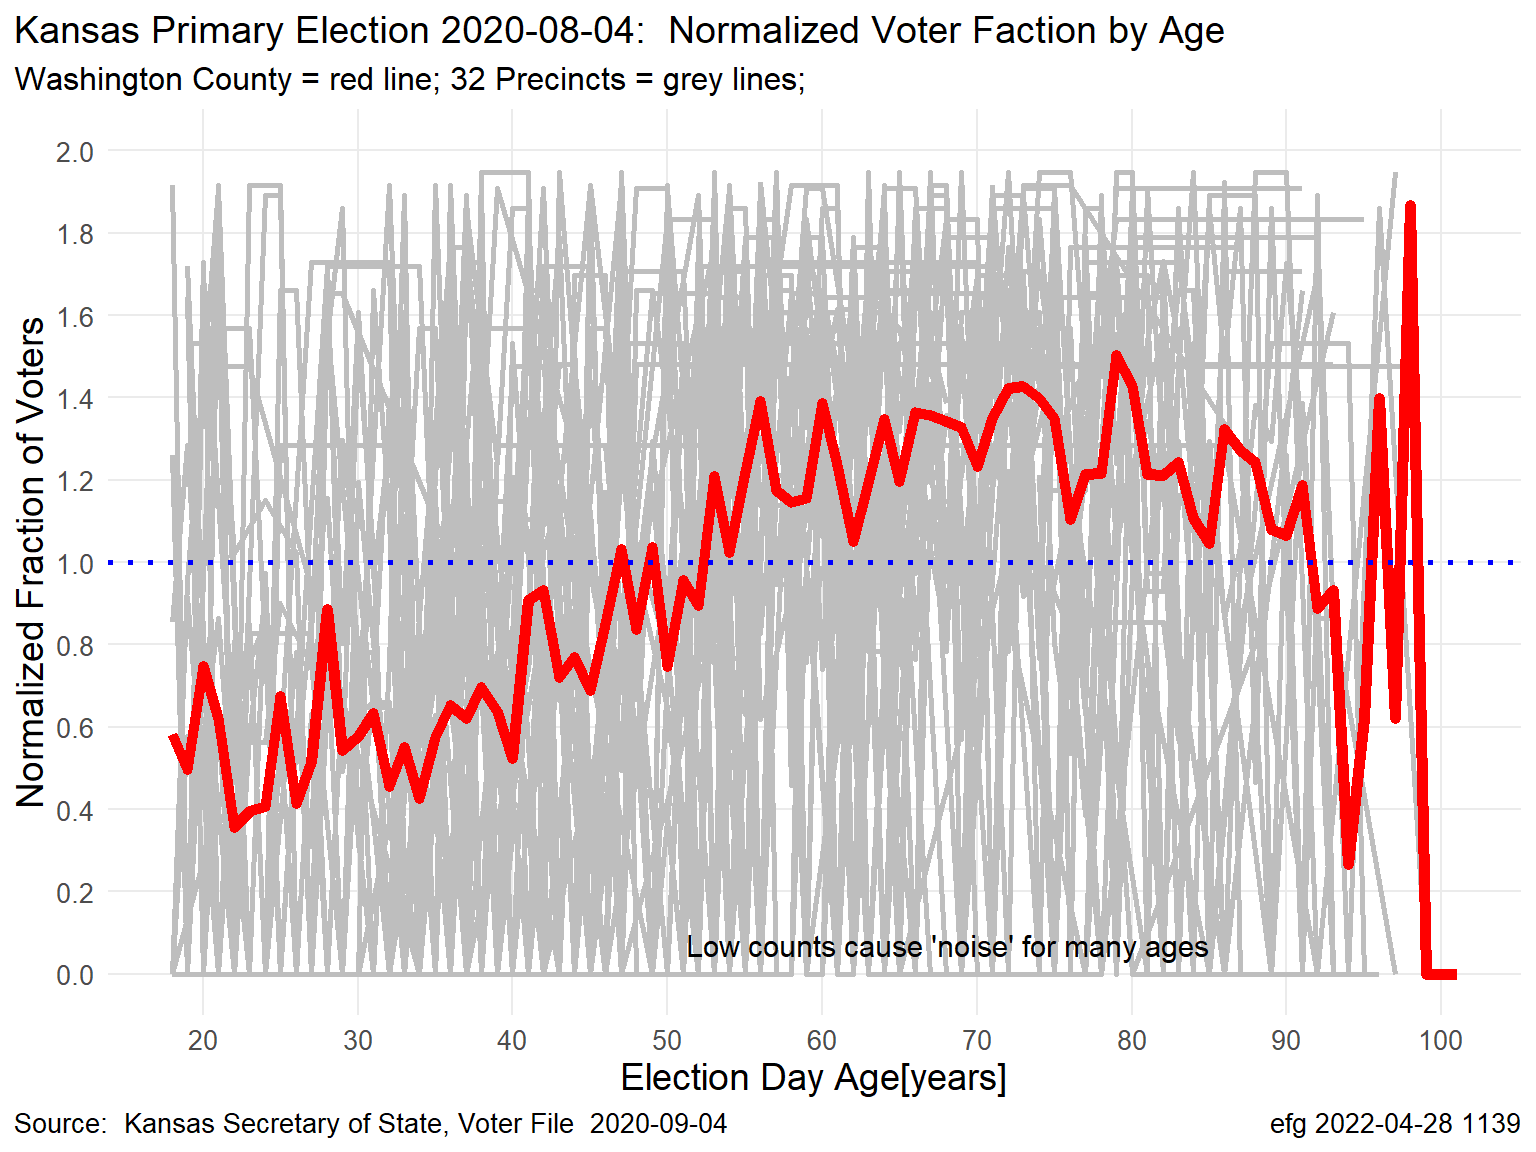 Kansas Primary Election 2020-08-04:  Normalized Voter Faction by Age
Washington County = red line; 32 Precincts = grey lines;
Normalized Fraction of Voters
2.0
1.8
1.6
1.4
1.2
1.0
0.8
0.6
0.4
0.2
0.0
Low counts cause 'noise' for many ages
20 30 40 50 60 70 80 90 100
Election Day Age[years]
Source:  Kansas Secretary of State, Voter File  2020-09-04
efg 2022-04-28 1139